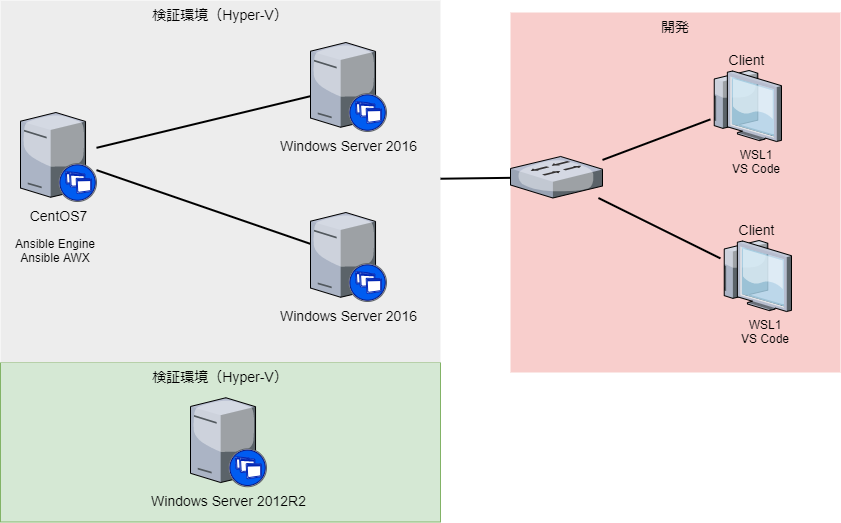 検証環境（Hyper-V）
Windows Server 2016
CentOS7
Ansible Engine
Ansible AWX
Windows Server 2016
検証環境（Hyper-V）
Windows Server 2012R2
開発
Client
WSL1
VS Code
Client
WSL1
VS Code